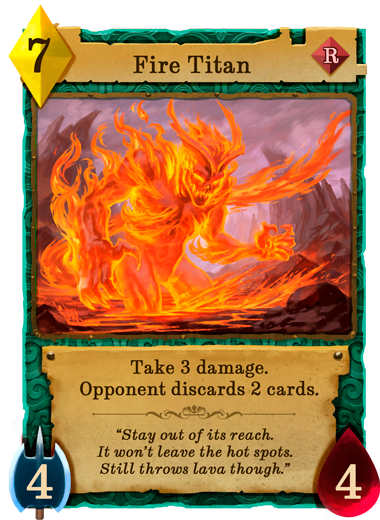 7
Fire Titan
R
Take 3 damage.
Opponent discards 2 cards.
“Stay out of its reach.
It won’t leave the hot spots.
Still throws lava though.”
4
4